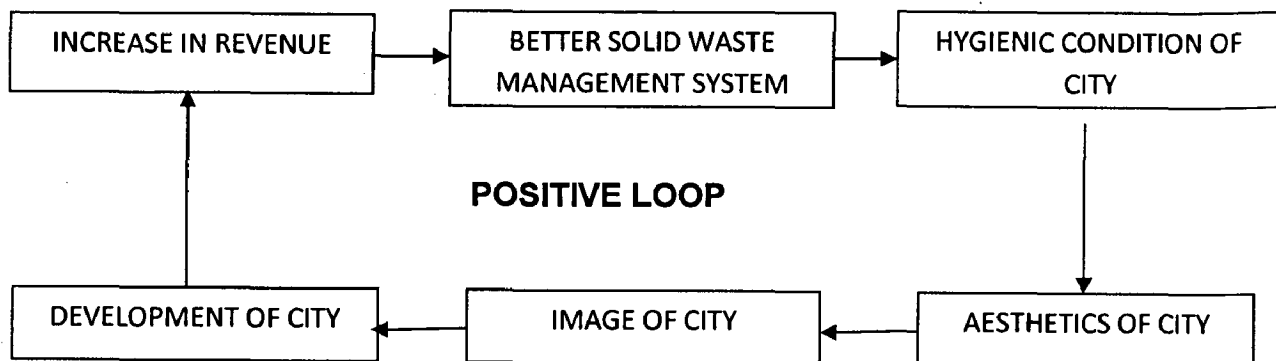 INCREASE IN REVENUE
BETTER SOLID WASTE
MANAGEMENT SYSTEM
HYGIENIC CONDITION OF
CITY
POSITIVE LOOP
DEVELOPMENT OF CITY
IMAGE OF CITY
AESTHETICS OF CITY